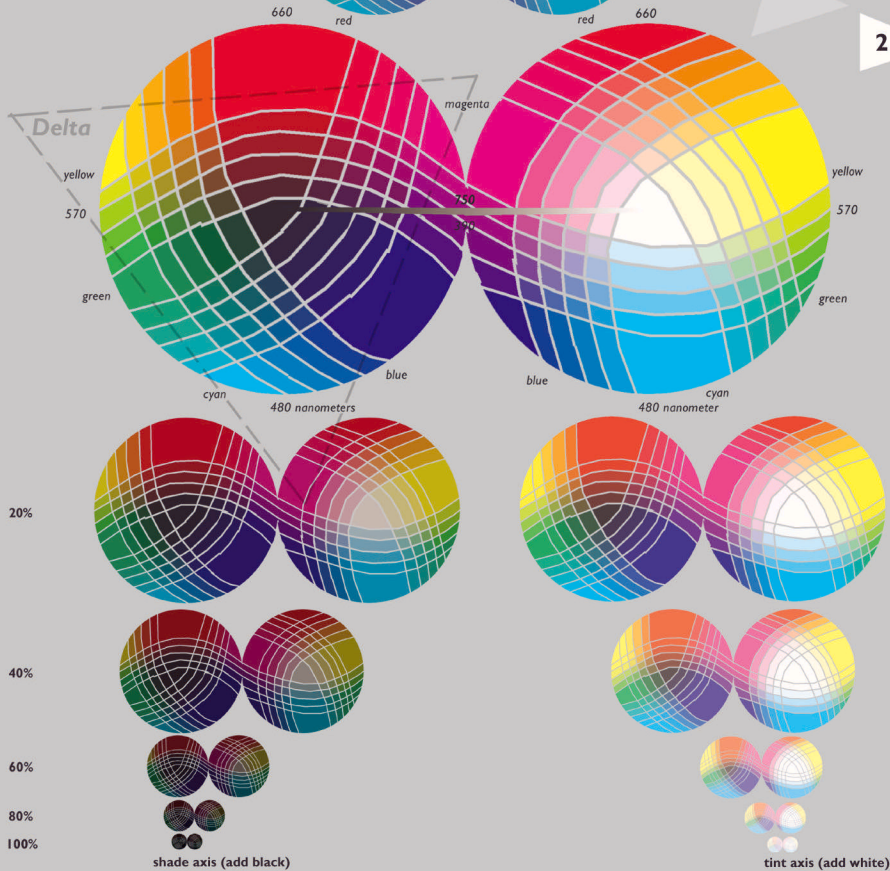 red
red
660
660
2
magenta
Delta
yellow
yellow
750
570
570
390
green
green
blue
blue
cyan
cyan
480 nanometers
480 nanometer
20%
40%
60%
80%
100%
shade axis (add black)
tint axis (add white)